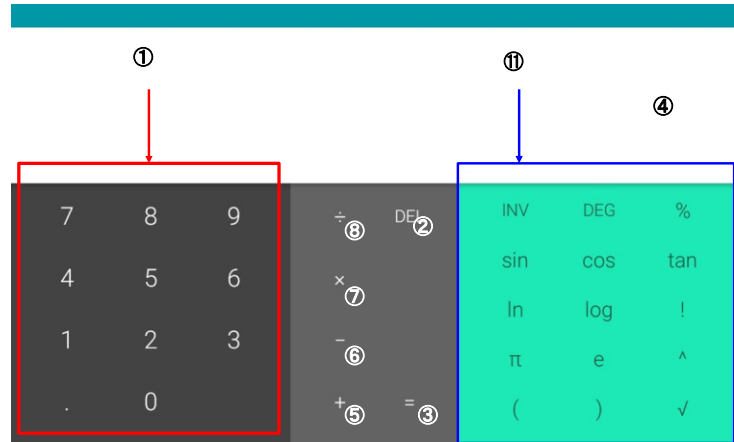 ① ⑪
④
7 8 9 ÷ ⑧ DEL ② INV DEG %
sin cos tan
4 5 6 × ⑦
ln log !
1 2 3 − ⑥
π e ^
. 0 + ⑤ = ③ ( ) √